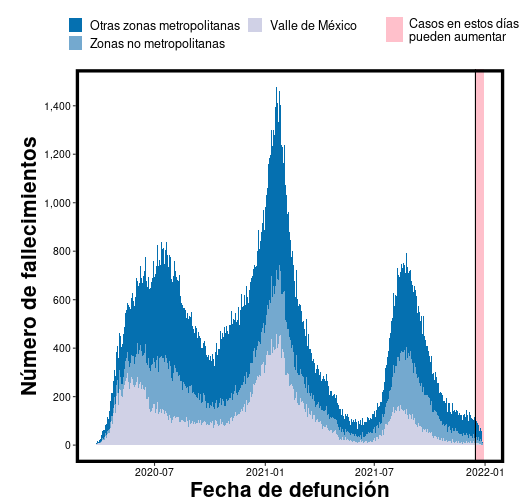 Otras zonas metropolitanas
Zonas no metropolitanas
Valle de México
Casos en estos días
pueden aumentar
Número de fallecimientos
1,400
1,200
1,000
800
600
400
200
0
2020-07
2021-01
2021-07
2022-01
Fecha de defunción